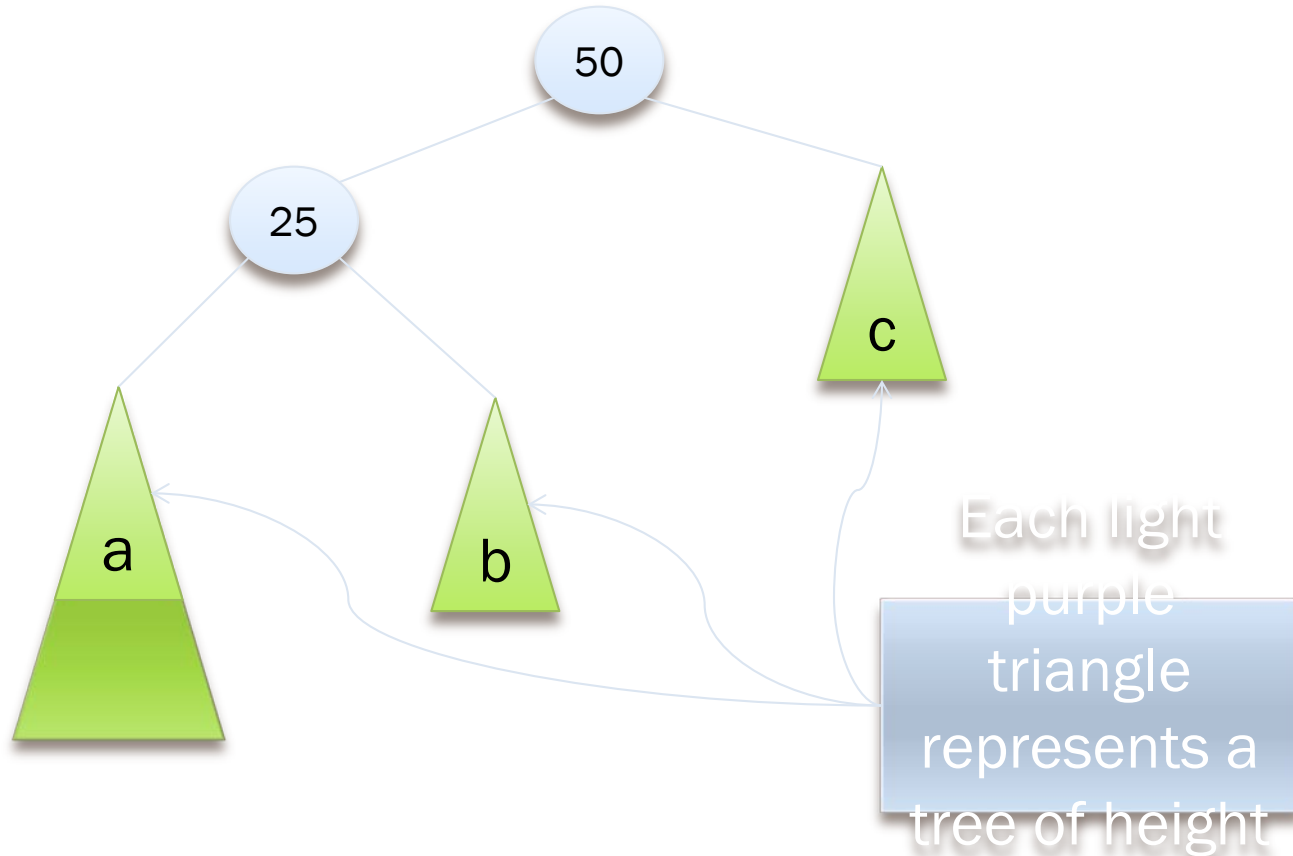 50
25
c
a
b
Each light
purple
triangle
represents a
tree of height